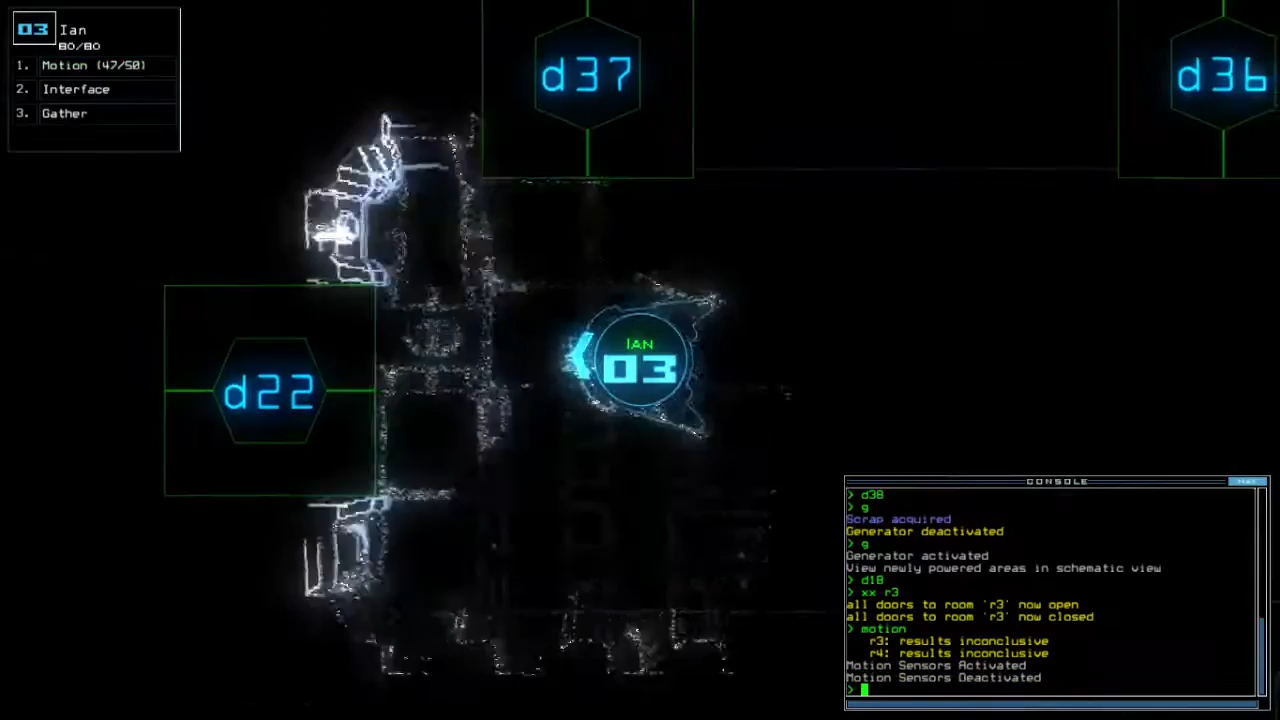 03 Ian
80/80
1. Motion (47/50)
2. Interface
3. Gather
d37
d36
d22
IAN
03
CONSOLE
> d38
> g
Scrap acquired
Generator deactivated
> g
Generator activated
View newly powered areas in schematic view
> d18
> xx r3
all doors to room 'r3' now open
all doors to room 'r3' now closed
> motion
r3: results inconclusive
r4: results inconclusive
Motion Sensors Activated
Motion Sensors Deactivated
>